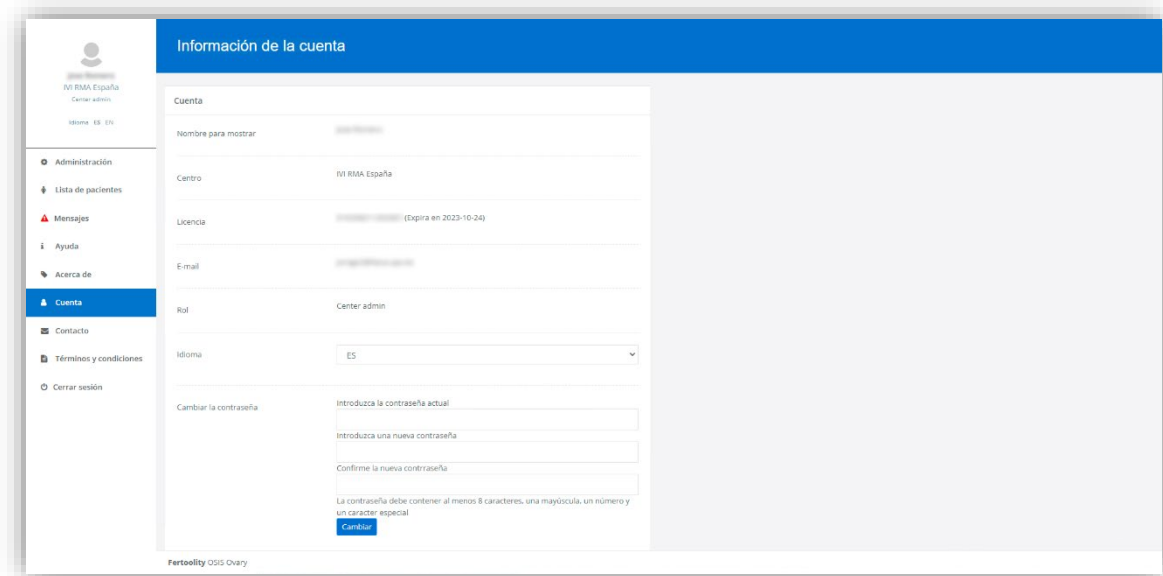 Información de la cuenta
IVI RMA España
Center admin
Idioma ES EN
Administración
Lista de pacientes
Mensajes
Ayuda
Acerca de
Cuenta
Contacto
Términos y condiciones
Cerrar sesión
Cuenta
Nombre para mostrar
Centro IVI RMA España
Licencia (Expira en 2023-10-24)
E-mail
Rol Center admin
Idioma ES
Cambiar la contraseña
Introduzca la contraseña actual
Introduzca una nueva contraseña
Confirme la nueva contrraseña
La contraseña debe contener al menos 8 caracteres, una mayúscula, un número y
un caracter especial
Cambiar
Fertoolity OSIS Ovary